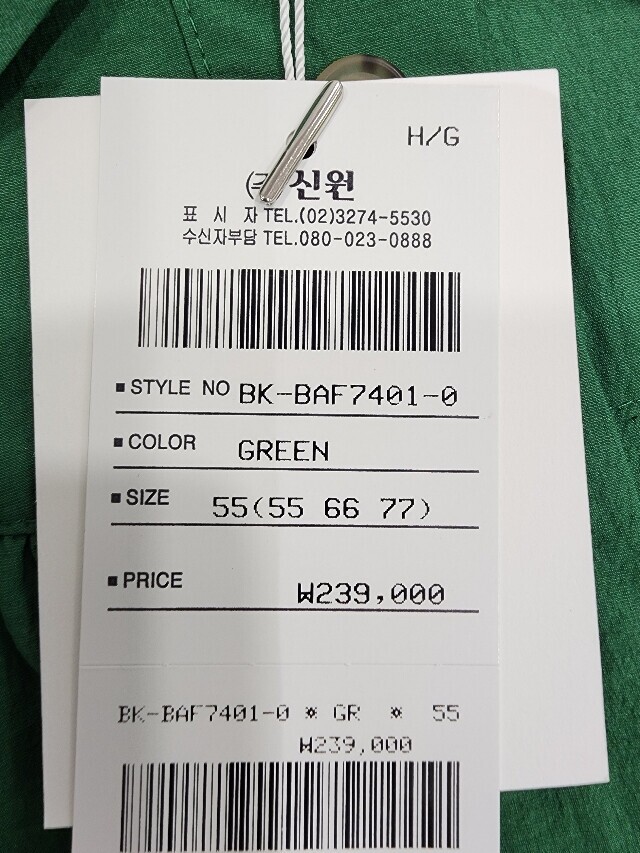 H/G
(주)신원
표 시 자 TEL.(02)3274-5530
수신자부담 TEL.080-023-0888
■ STYLE NO BK-BAF7401-0
■ COLOR GREEN
■ SIZE 55(55 66 77)
■ PRICE ₩239,000
BK-BAF7401-0 * GR * 55
₩239,000